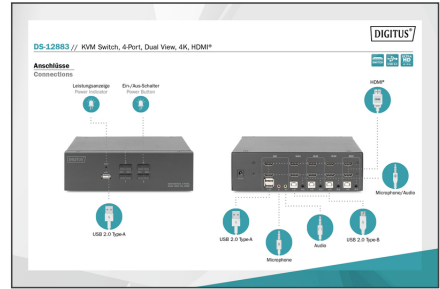 DIGITUS®
DS-12883 // KVM Switch, 4-Port, Dual View, 4K, HDMI®
Anschlüsse
Connections
Leistungsanzeige
Power Indicator
Ein-/Aus-Schalter
Power Button
HDMI®
DIGITUS
USB 2.0 Type-A
USB 2.0 Type-A
Microphone
Audio
USB 2.0 Type-B
Microphone/Audio